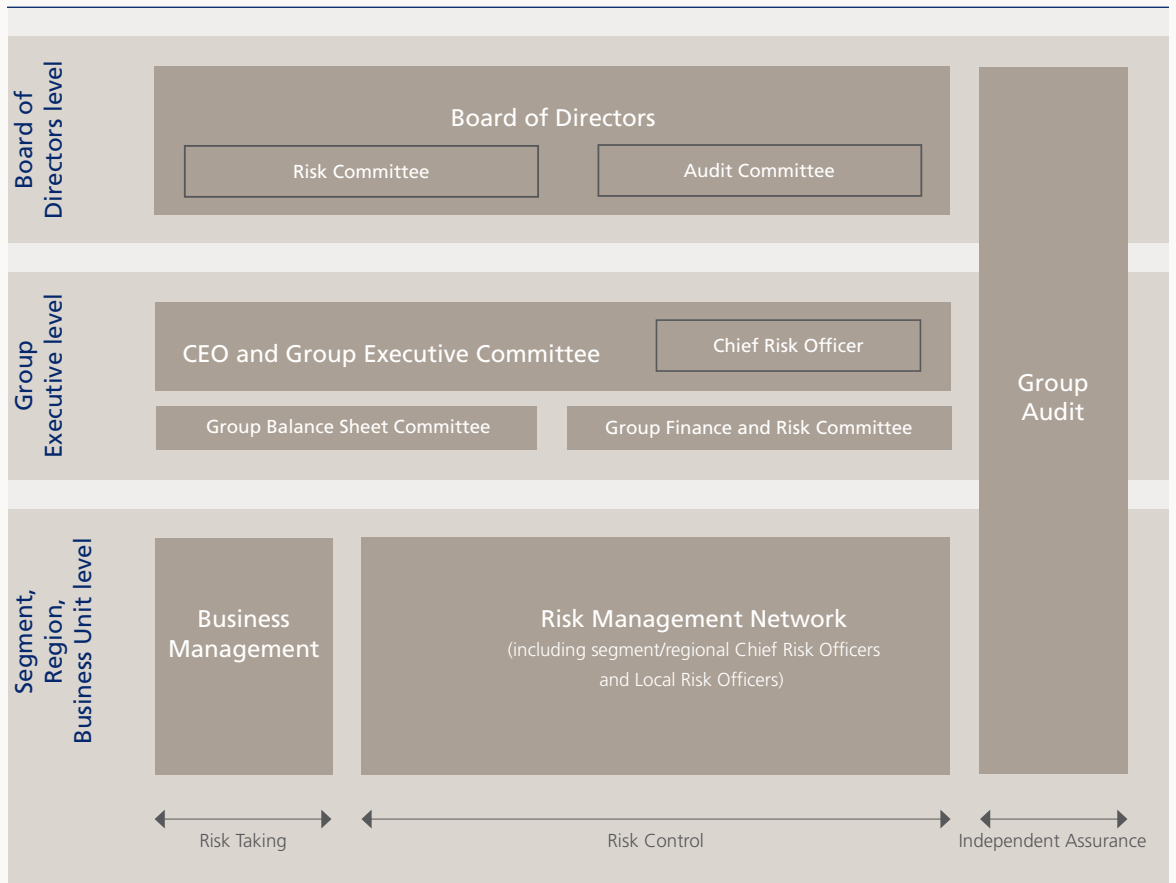 Board of
Directors level
Board of Directors
Risk Committee
Audit Committee
Group
Executive level
CEO and Group Executive Committee
Chief Risk Officer
Group Balance Sheet Committee
Group Finance and Risk Committee
Group
Audit
Segment,
Region,
Business Unit level
Business
Management
Risk Management Network
(including segment/regional Chief Risk Officers
and Local Risk Officers)
Risk Taking
Risk Control
Independent Assurance